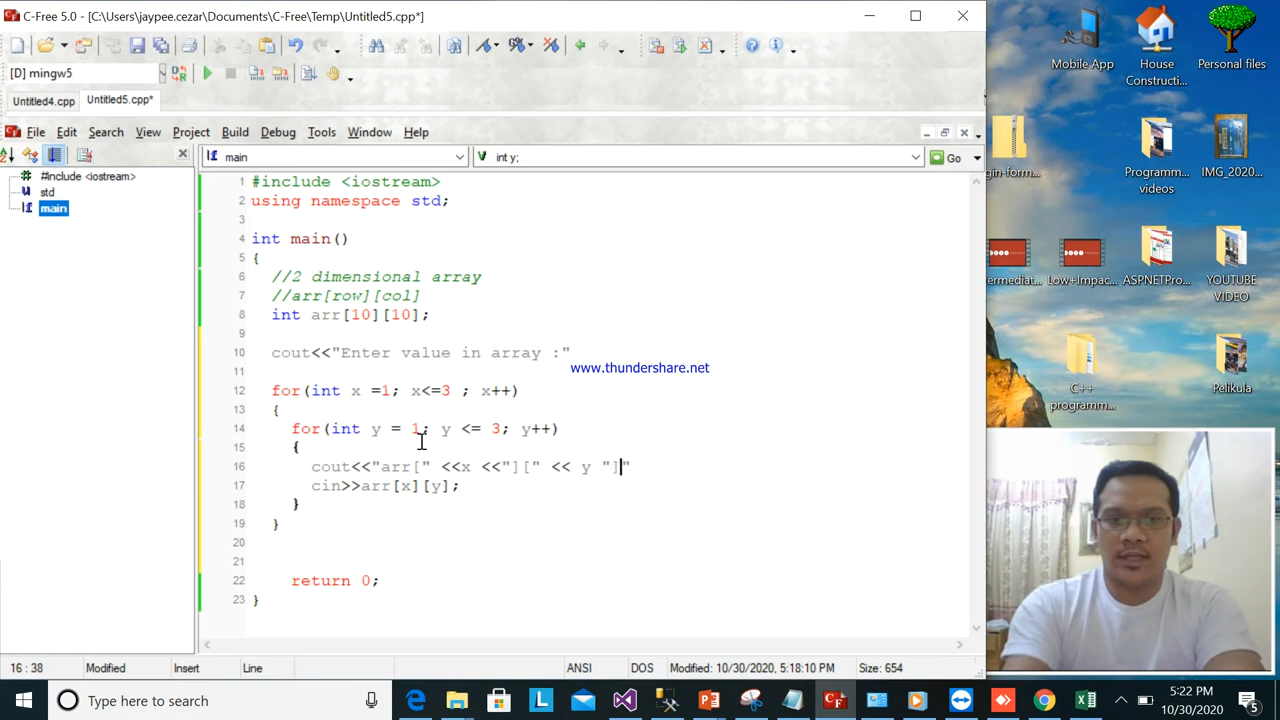 C-Free 5.0 - [C:\Users\jaypee.cezar\Documents\C-Free\Temp\Untitled5.cpp*]
[D] mingw5
Untitled4.cpp
Untitled5.cpp*
File Edit Search View Project Build Debug Tools Window Help
main
int y;
Go
#include <iostream>
std
main
1 #include <iostream>
2 using namespace std;
3
4 int main()
5 {
6 //2 dimensional array
7 //arr[row][col]
8 int arr[10][10];
9
10 cout<<"Enter value in array :"
www.thundershare.net
11
12 for(int x =1; x<=3 ; x++)
13 {
14 for(int y = 1; y <= 3; y++)
15 {
16 cout<<"arr[" <<x <<"][" << y "]"
17 cin>>arr[x][y];
18 }
19 }
20
21
22 return 0;
23 }
16 : 38 Modified Insert Line ANSI DOS Modified: 10/30/2020, 5:18:10 PM Size: 654
Mobile App
House
Constructi...
Personal files
gin-form...
Programm...
videos
IMG_2020...
termediat...
Low+Impac...
ASPNETPro...
YOUTUBE
VIDEO
C++
programm...
Pelikula
Type here to search
5:22 PM
10/30/2020
5